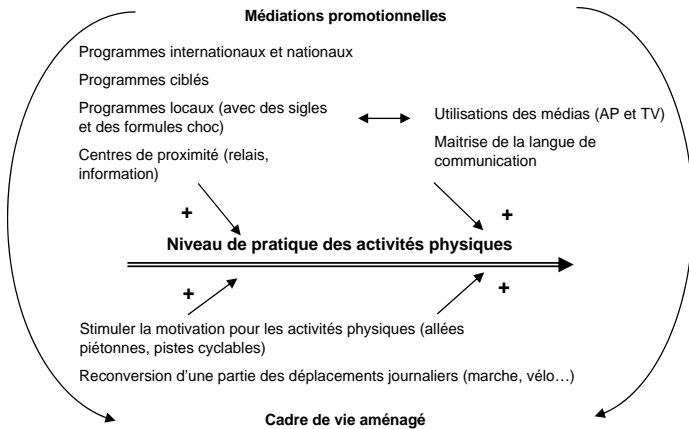 Médiations promotionnelles
Programmes internationaux et nationaux
Programmes ciblés
Programmes locaux (avec des sigles
et des formules choc)
Centres de proximité (relais,
information)
Utilisations des médias (AP et TV)
Maitrise de la langue de
communication
+
+
Niveau de pratique des activités physiques
+
+
Stimuler la motivation pour les activités physiques (allées
piétonnes, pistes cyclables)
Reconversion d'une partie des déplacements journaliers (marche, vélo…)
Cadre de vie aménagé